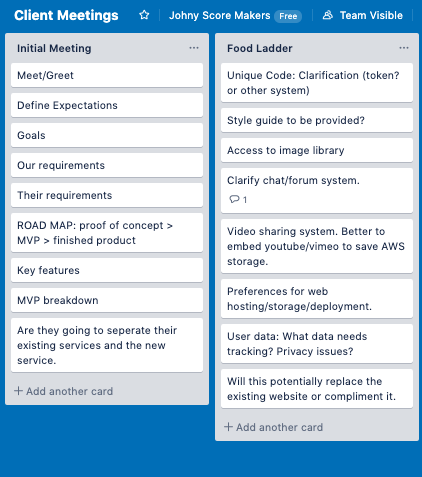 Client Meetings
Johny Score Makers Free
Team Visible
Initial Meeting
Meet/Greet
Define Expectations
Goals
Our requirements
Their requirements
ROAD MAP: proof of concept >
MVP > finished product
Key features
MVP breakdown
Are they going to seperate their
existing services and the new
service.
+ Add another card
Food Ladder
Unique Code: Clarification (token?
or other system)
Style guide to be provided?
Access to image library
Clarify chat/forum system.
1
Video sharing system. Better to
embed youtube/vimeo to save AWS
storage.
Preferences for web
hosting/storage/deployment.
User data: What data needs
tracking? Privacy issues?
Will this potentially replace the
existing website or compliment it.
+ Add another card